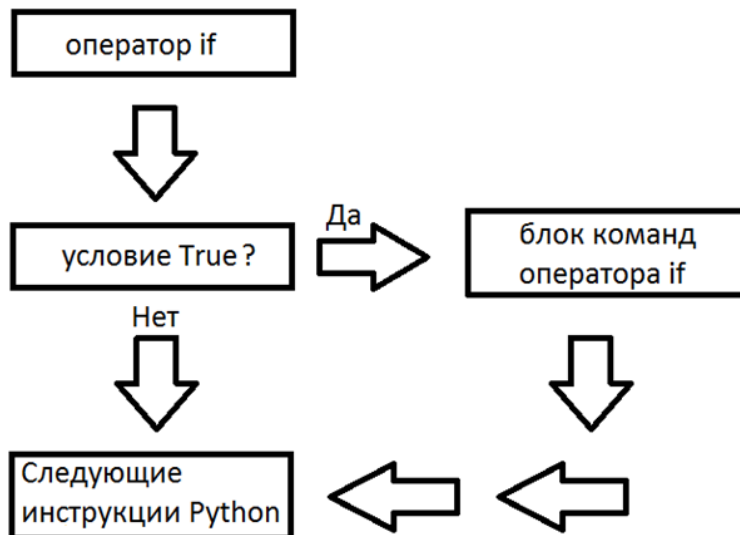 оператор if
Да
условие True?
блок команд
оператора if
Нет
Следующие
инструкции Python